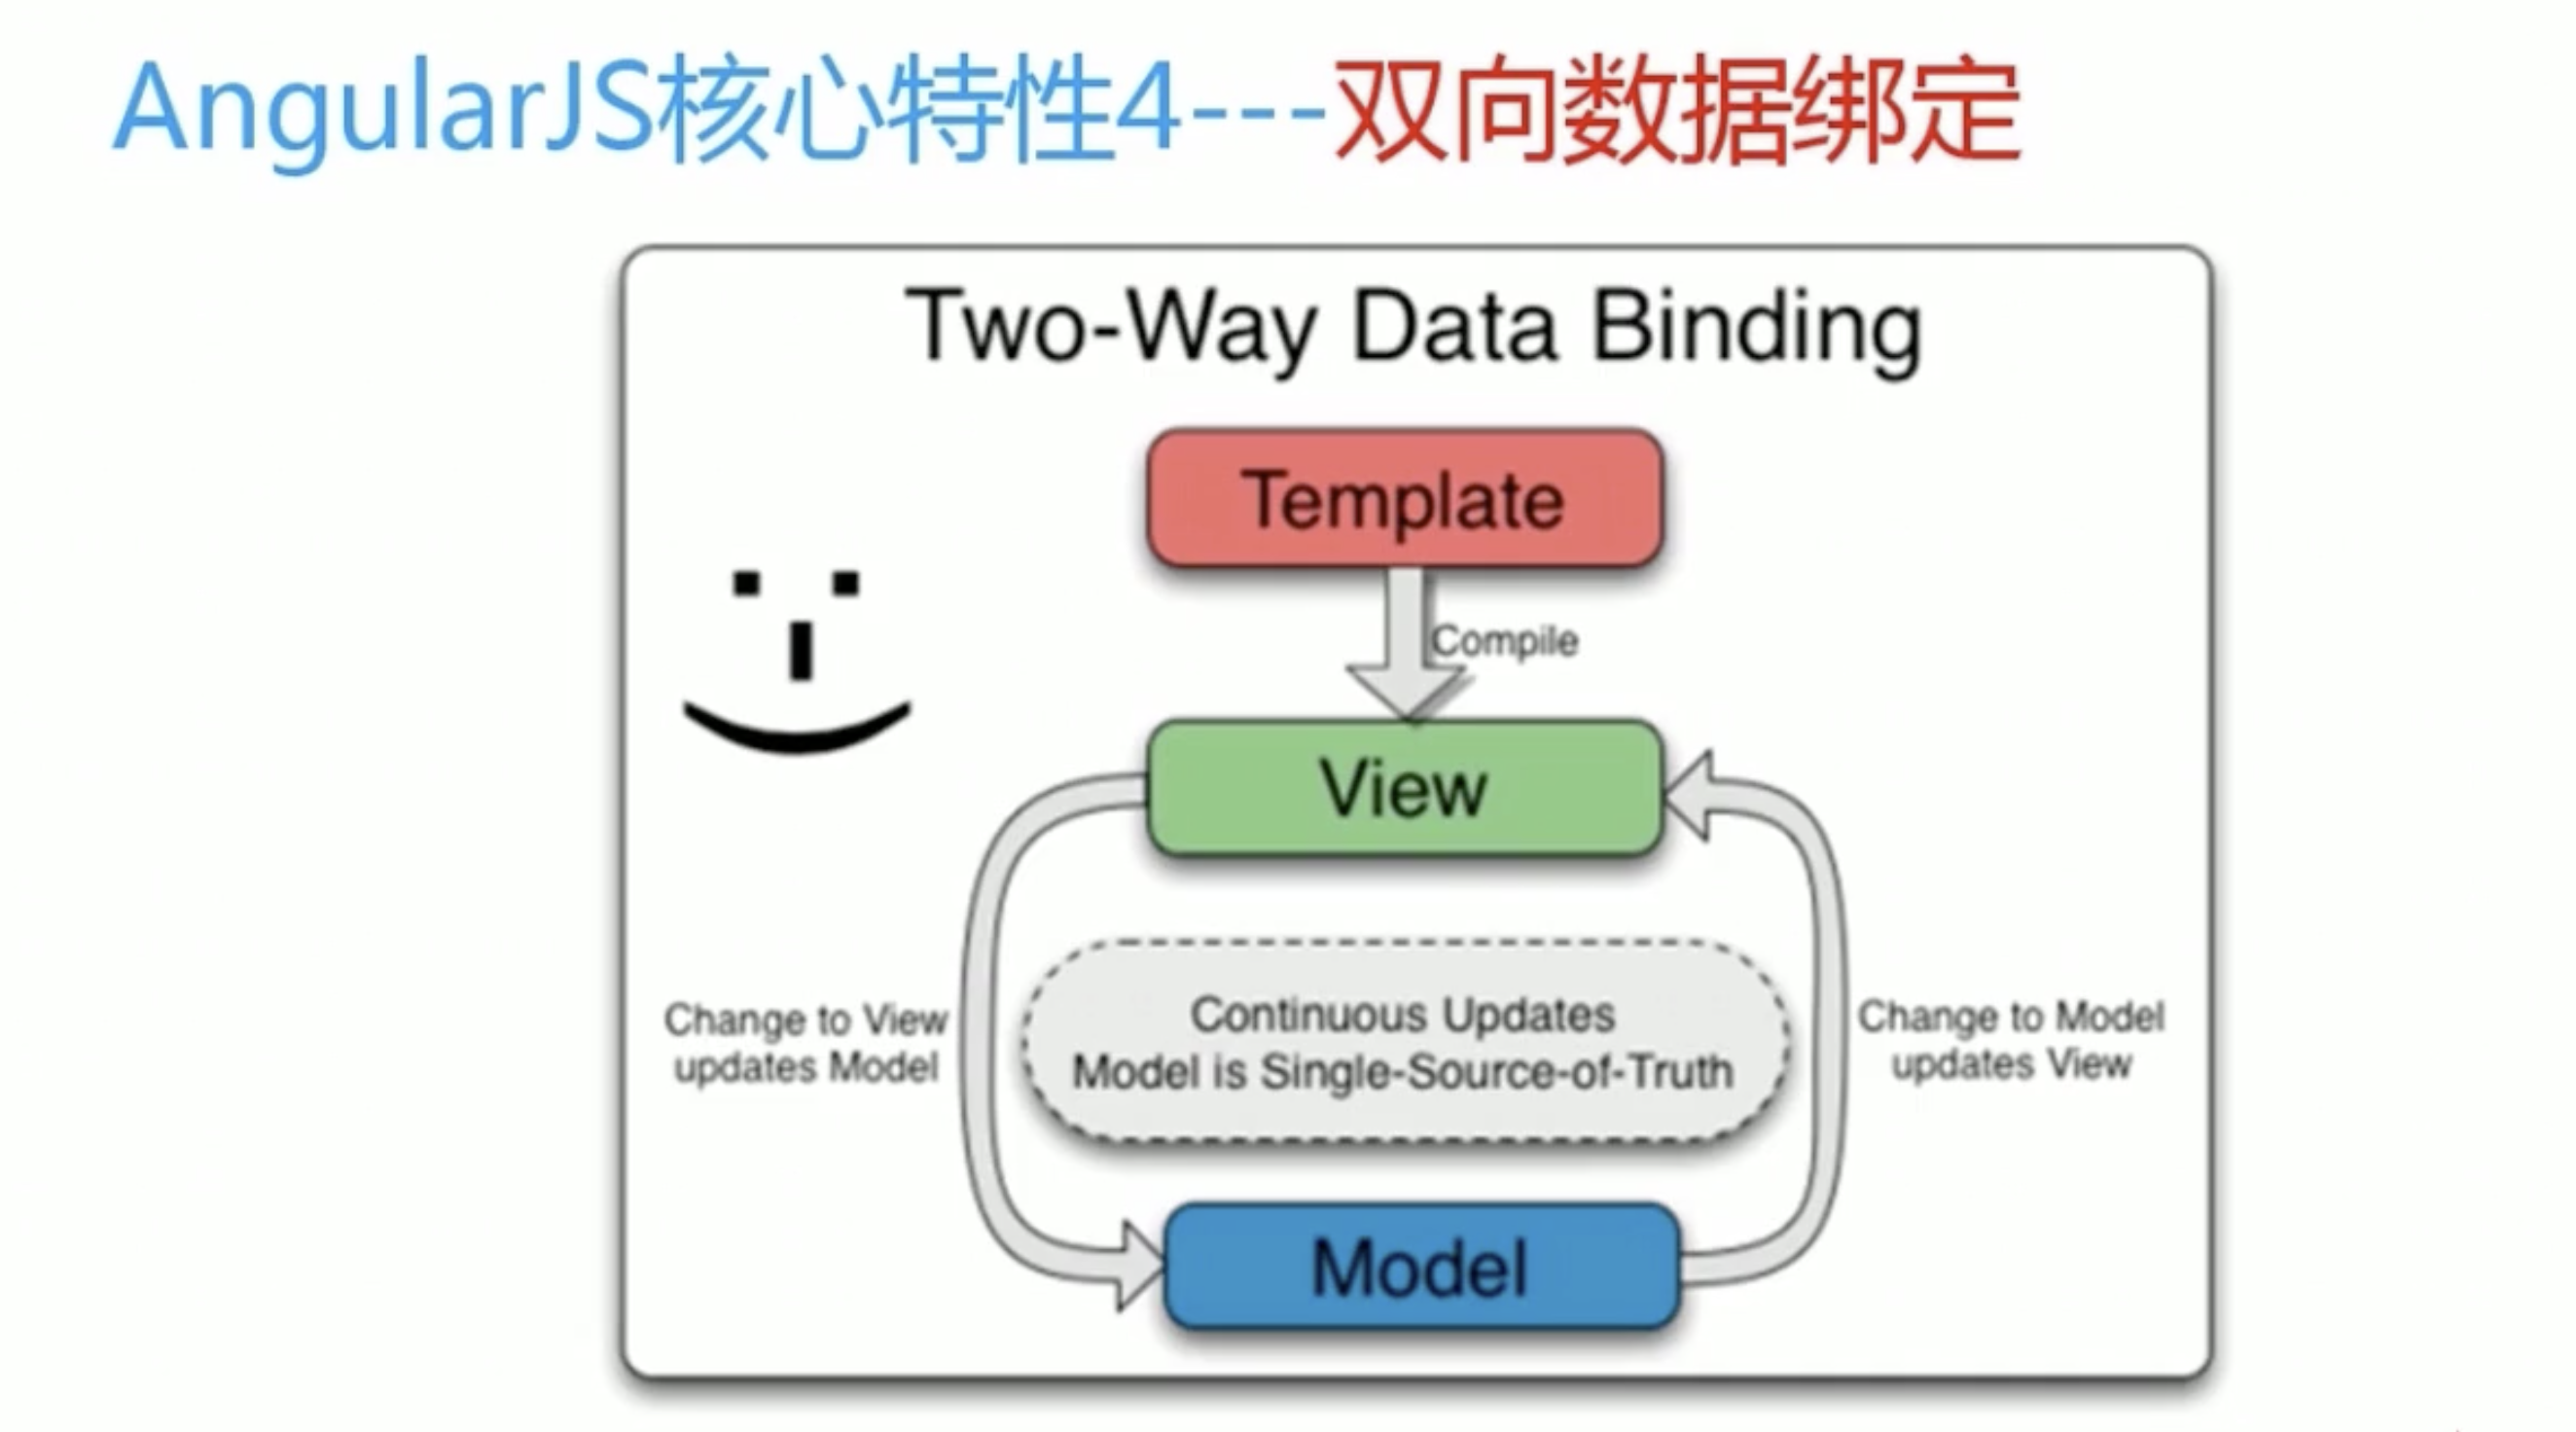 AngularJS核心特性4---双向数据绑定
Two-Way Data Binding
Template
Compile
View
Change to View
updates Model
Continuous Updates
Model is Single-Source-of-Truth
Change to Model
updates View
Model